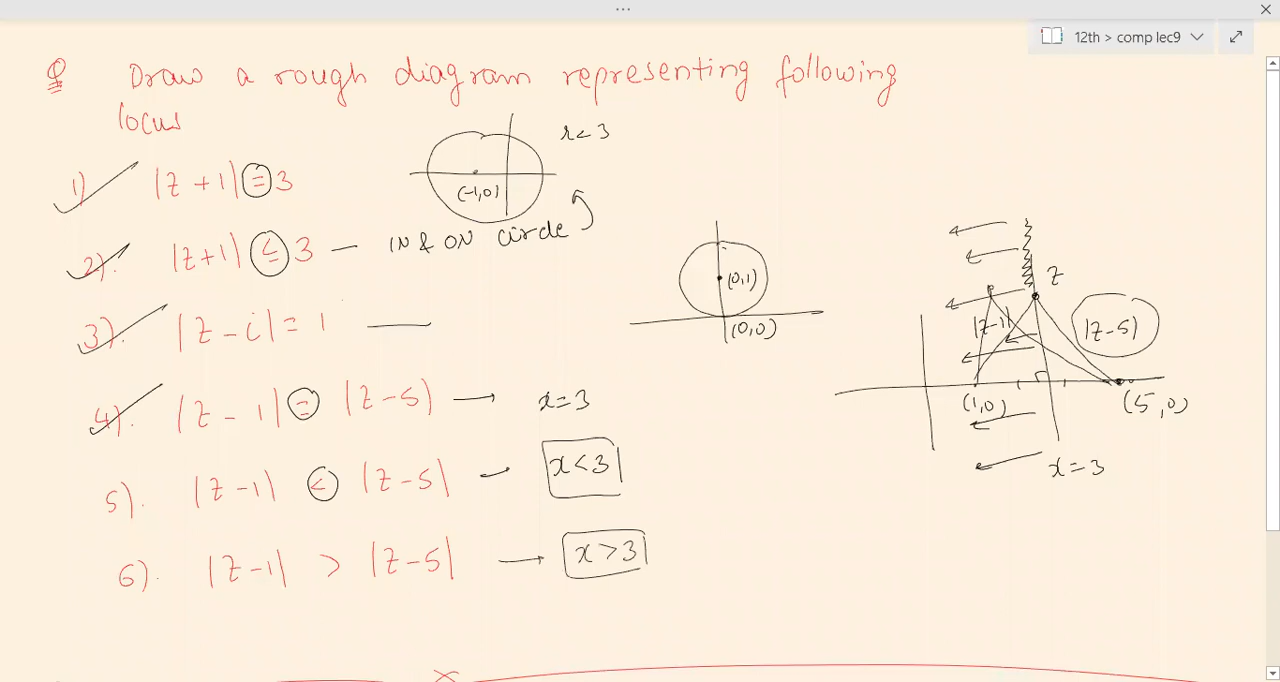 12th > comp lec9
Q Draw a rough diagram representing following
locus
1) |z+1| = 3
(-1,0)
r<3
2). |z+1| ≤ 3 — IN & ON circle
3). |z-i| = 1 —
(0,1)
(0,0)
4). |z-1| = |z-5| → x=3
5). |z-1| < |z-5| — x<3
6). |z-1| > |z-5| → x>3
z
|z-1|
|z-5|
(1,0)
(5,0)
x=3